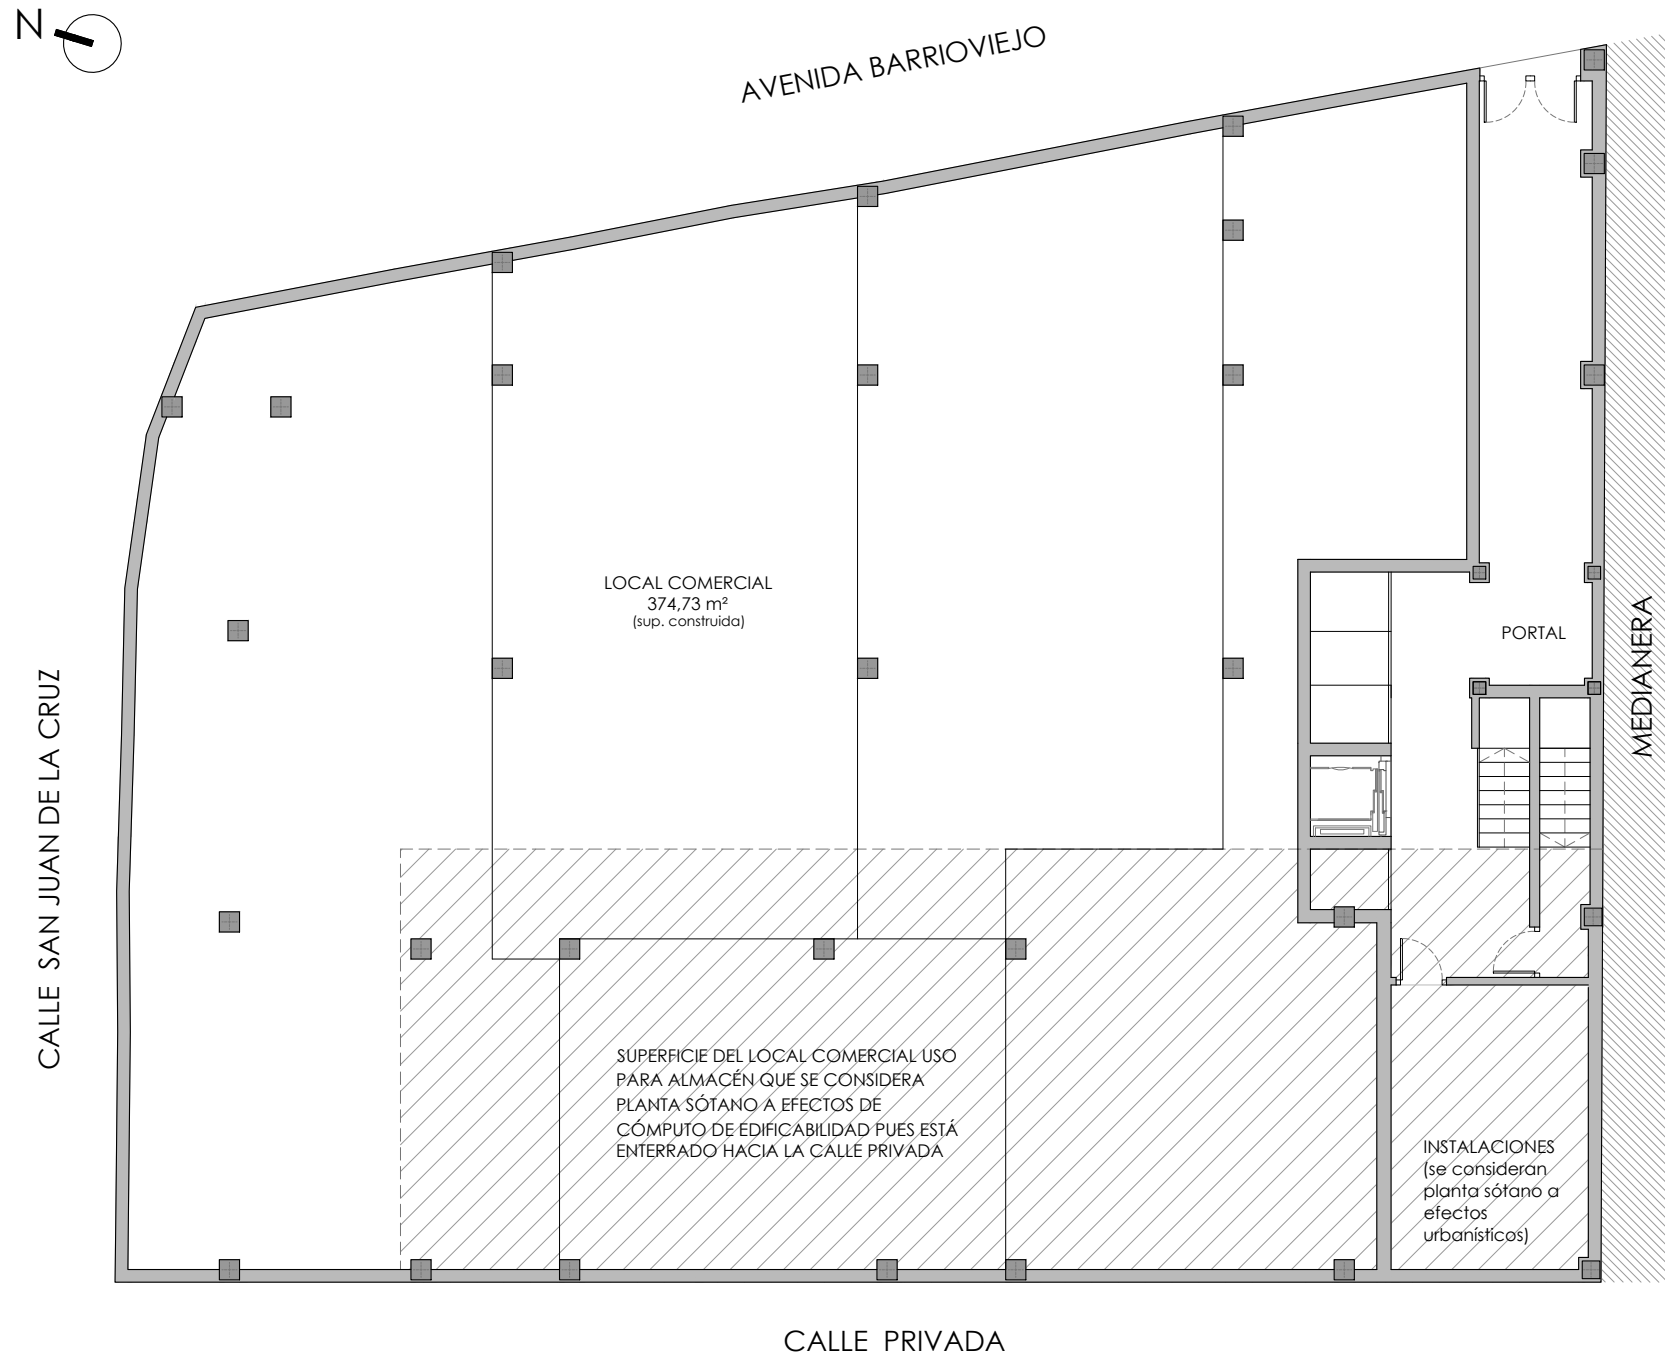 N
AVENIDA BARRIOVIEJO
LOCAL COMERCIAL
374,73 m²
(sup. construida)
PORTAL
MEDIANERA
CALLE SAN JUAN DE LA CRUZ
SUPERFICIE DEL LOCAL COMERCIAL USO
PARA ALMACÉN QUE SE CONSIDERA
PLANTA SÓTANO A EFECTOS DE
CÓMPUTO DE EDIFICABILIDAD PUES ESTÁ
ENTERRADO HACIA LA CALLE PRIVADA
INSTALACIONES
(se consideran
planta sótano a
efectos
urbanísticos)
CALLE PRIVADA